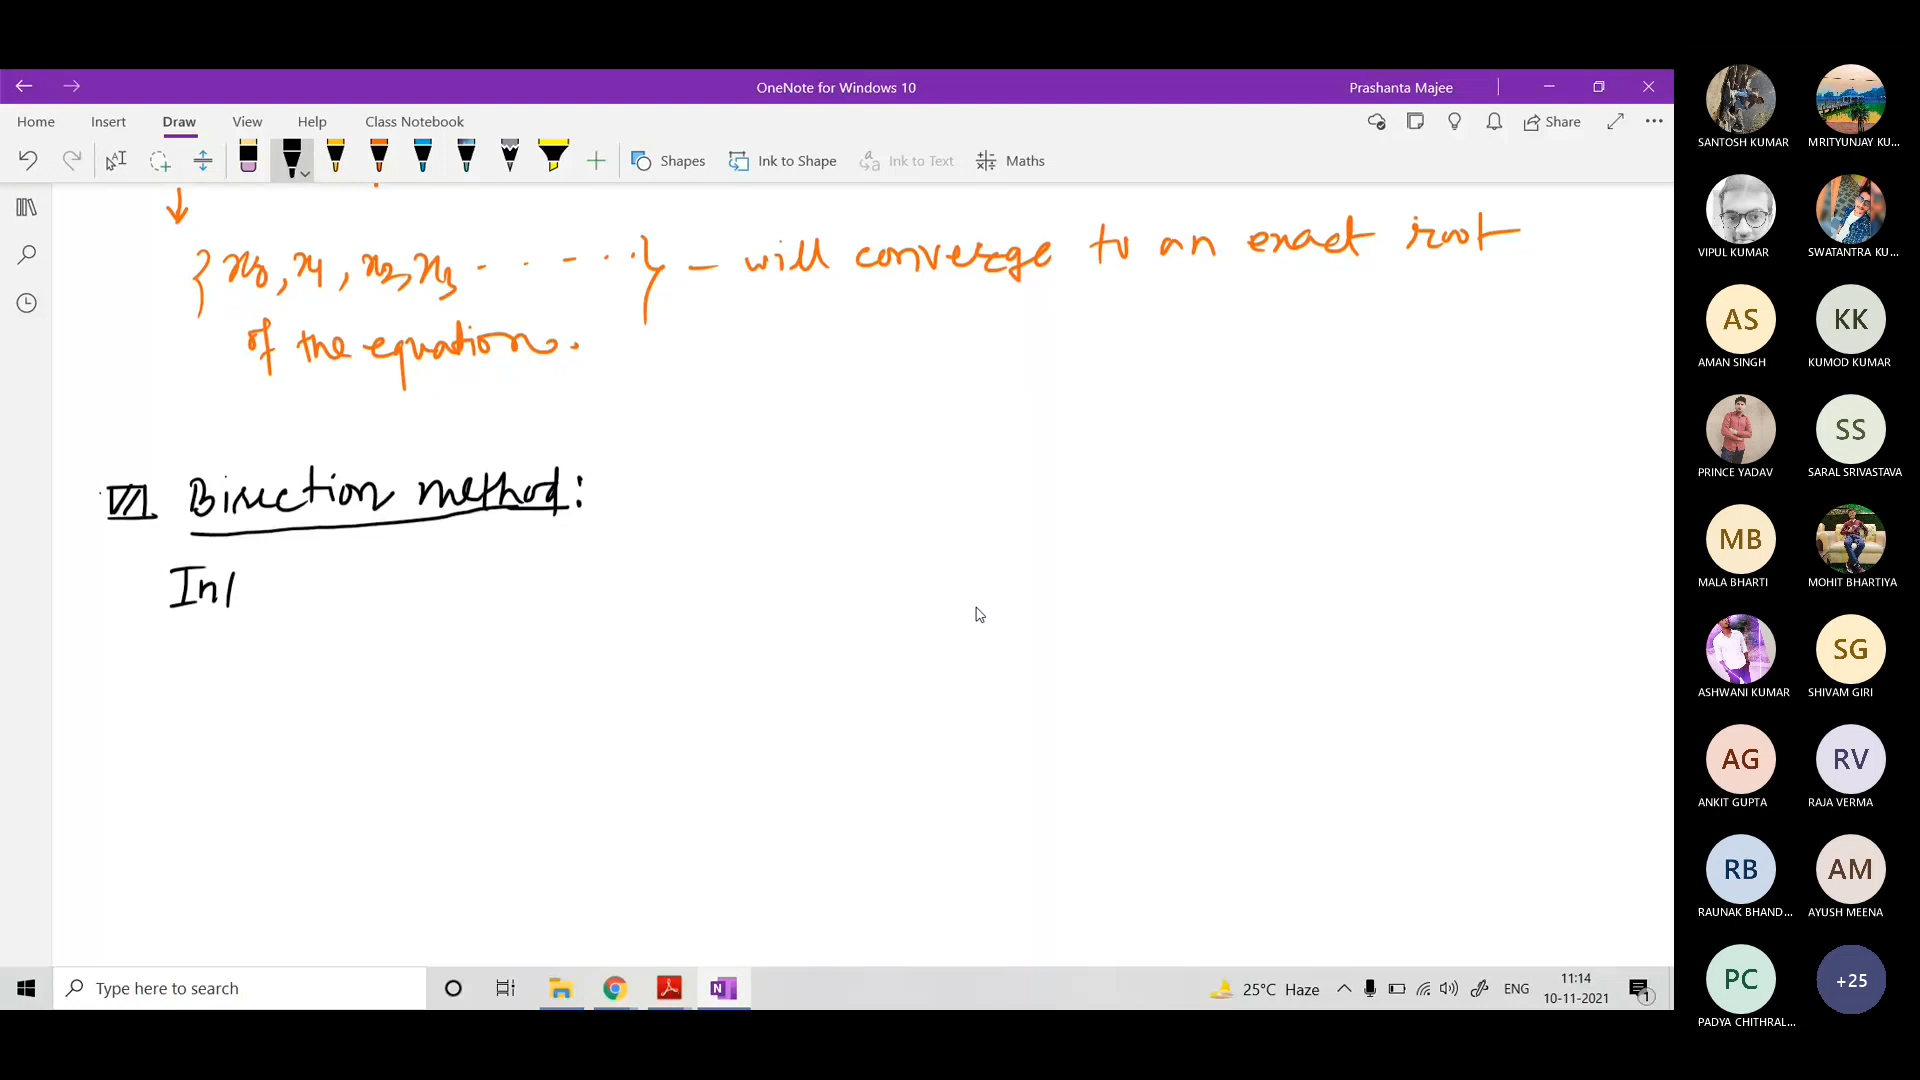 OneNote for Windows 10
Prashanta Majee
Home Insert Draw View Help Class Notebook
Share
Shapes Ink to Shape Ink to Text Maths
{x0, x1, x2, x3 - . . - . . .} – will converge to an exact root
of the equation.
Bisection method:
In
Type here to search
25°C Haze
ENG
11:14
10-11-2021
1
SANTOSH KUMAR
MRITYUNJAY KU...
VIPUL KUMAR
SWATANTRA KU...
AS
AMAN SINGH
KK
KUMOD KUMAR
PRINCE YADAV
SS
SARAL SRIVASTAVA
MB
MALA BHARTI
MOHIT BHARTIYA
ASHWANI KUMAR
SG
SHIVAM GIRI
AG
ANKIT GUPTA
RV
RAJA VERMA
RB
RAUNAK BHAND...
AM
AYUSH MEENA
PC
PADYA CHITHRAL...
+25